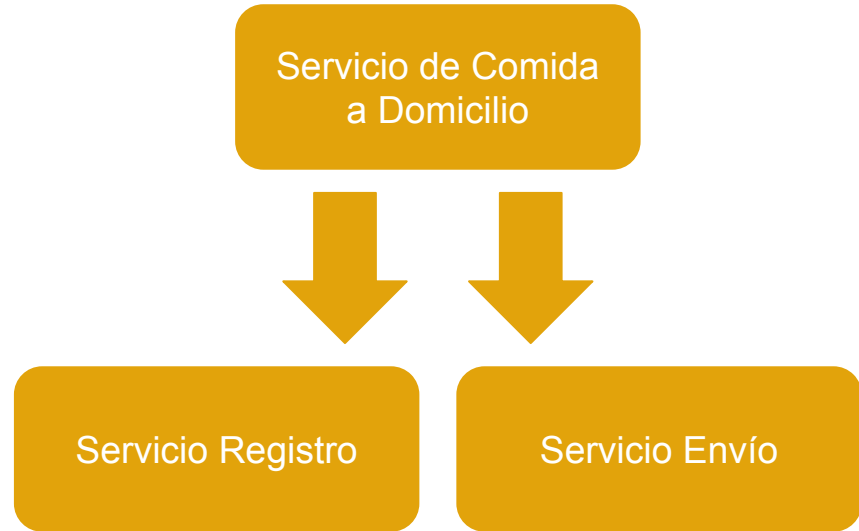 Servicio de Comida
a Domicilio
Servicio Registro
Servicio Envío